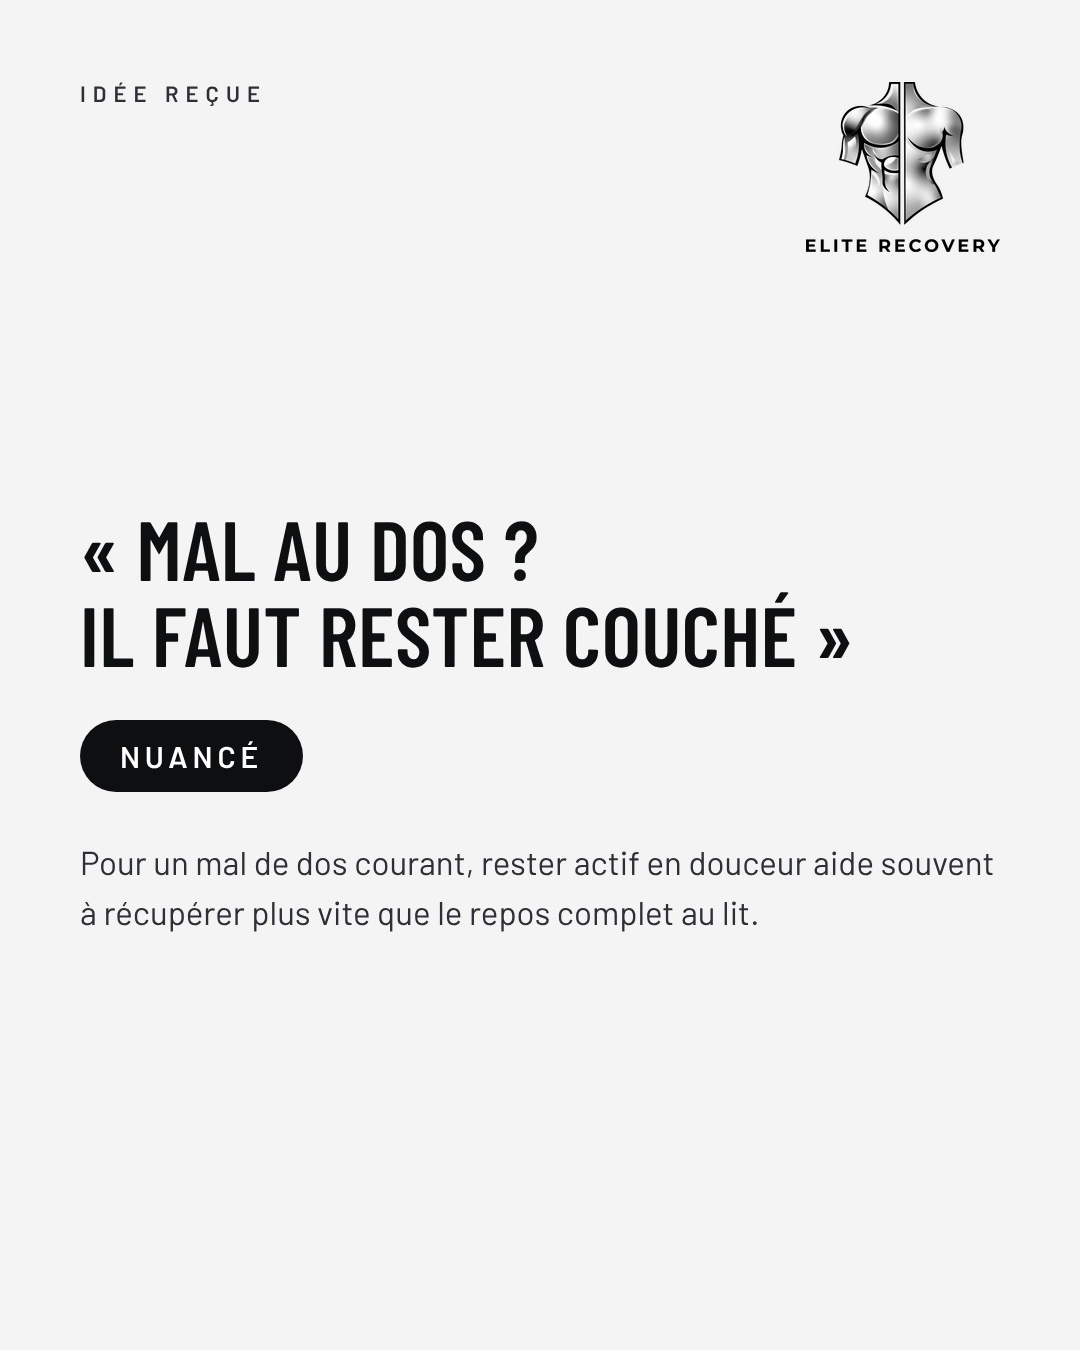 IDÉE REÇUE
ELITE RECOVERY
« MAL AU DOS ?
IL FAUT RESTER COUCHÉ »
NUANCÉ
Pour un mal de dos courant, rester actif en douceur aide souvent
à récupérer plus vite que le repos complet au lit.